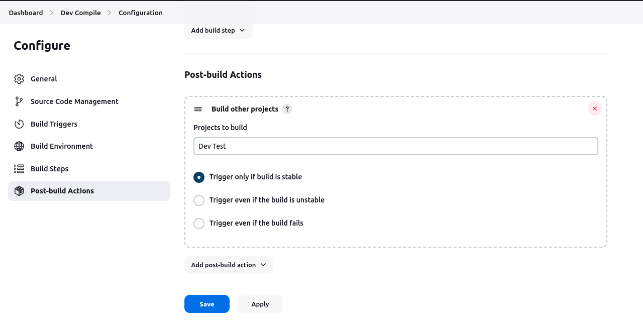 Dashboard > Dev Compile > Configuration
Configure
General
Source Code Management
Build Triggers
Build Environment
Build Steps
Post-build Actions
Add build step
Post-build Actions
Build other projects ?
Projects to build
Dev Test
Trigger only if build is stable
Trigger even if the build is unstable
Trigger even if the build fails
Add post-build action
Save
Apply